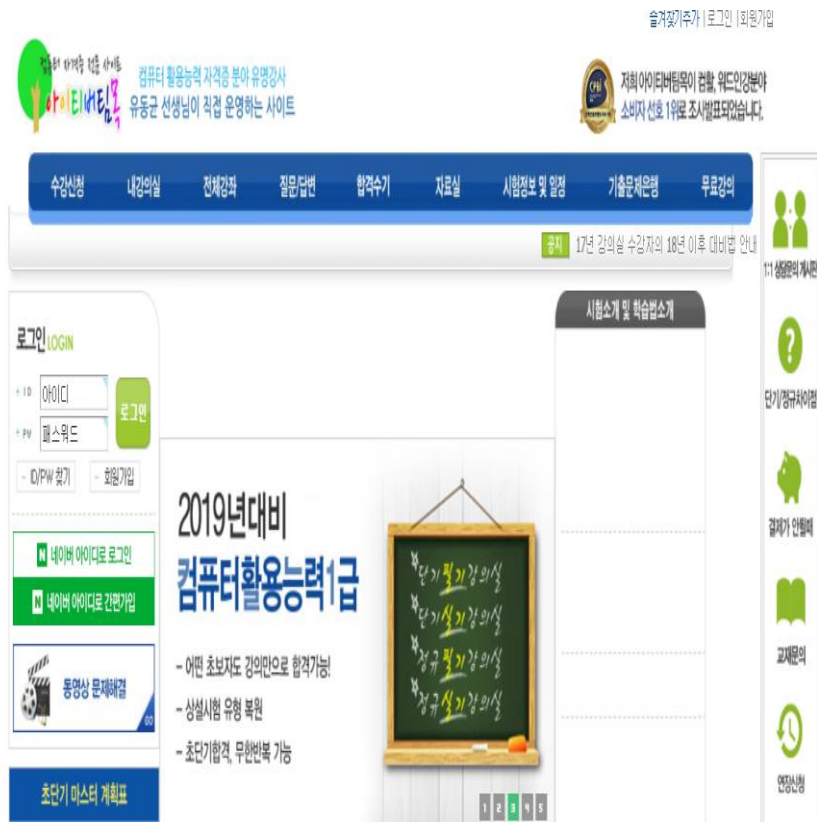 즐겨찾기추가 | 로그인 | 회원가입
컴퓨터 자격증 전문 사이트
아이티버팀목
컴퓨터 활용능력 자격증 분야 유명강사
유동균 선생님이 직접 운영하는 사이트
저희 아이티버팀목이 컴활, 워드인강분야
소비자 선호 1위로 조사발표되었습니다.
수강신청 내강의실 전체강좌 질문/답변 합격수기 자료실 시험정보 및 일정 기출문제은행 무료강의
공지 17년 강의실 수강자의 18년 이후 대비법 안내
1:1 상담문의 게시판
단기/정규차이점
결제가 안될때
교재문의
연장신청
로그인 LOGIN
+ ID 아이디
+ PW 패스워드
로그인
- ID/PW 찾기 - 회원가입
N 네이버 아이디로 로그인
N 네이버 아이디로 간편가입
동영상 문제해결
GO
초단기 마스터 계획표
2019년대비
컴퓨터활용능력1급
- 어떤 초보자도 강의만으로 합격가능!
- 상설시험 유형 복원
- 초단기합격, 무한반복 가능
단기필기강의실
단기실기강의실
정규필기강의실
정규실기강의실
1 2 3 4 5
시험소개 및 학습법소개